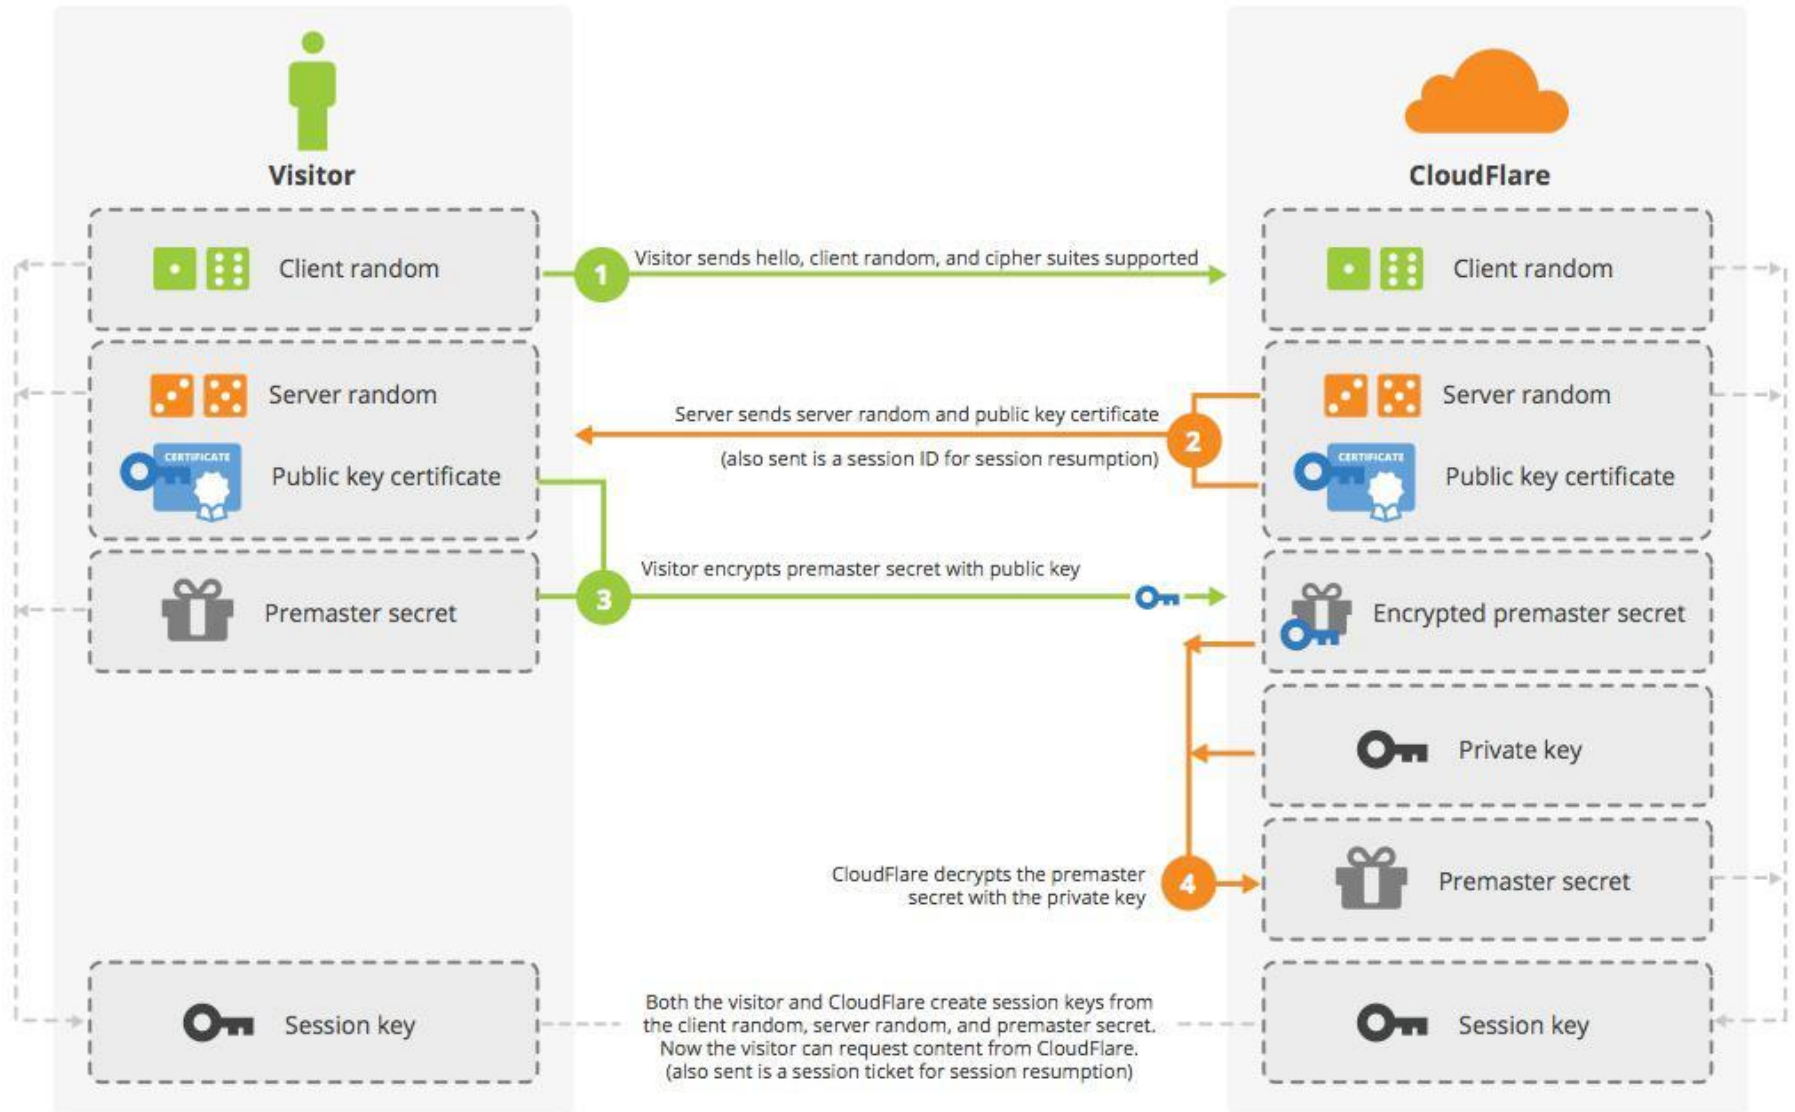 Visitor
CloudFlare
Client random
1
Visitor sends hello, client random, and cipher suites supported
Client random
Server random
Server sends server random and public key certificate
2
Server random
CERTIFICATE
Public key certificate
(also sent is a session ID for session resumption)
CERTIFICATE
Public key certificate
Visitor encrypts premaster secret with public key
Premaster secret
3
Encrypted premaster secret
Private key
CloudFlare decrypts the premaster
secret with the private key
4
Premaster secret
Session key
Both the visitor and CloudFlare create session keys from
the client random, server random, and premaster secret.
Now the visitor can request content from CloudFlare.
(also sent is a session ticket for session resumption)
Session key